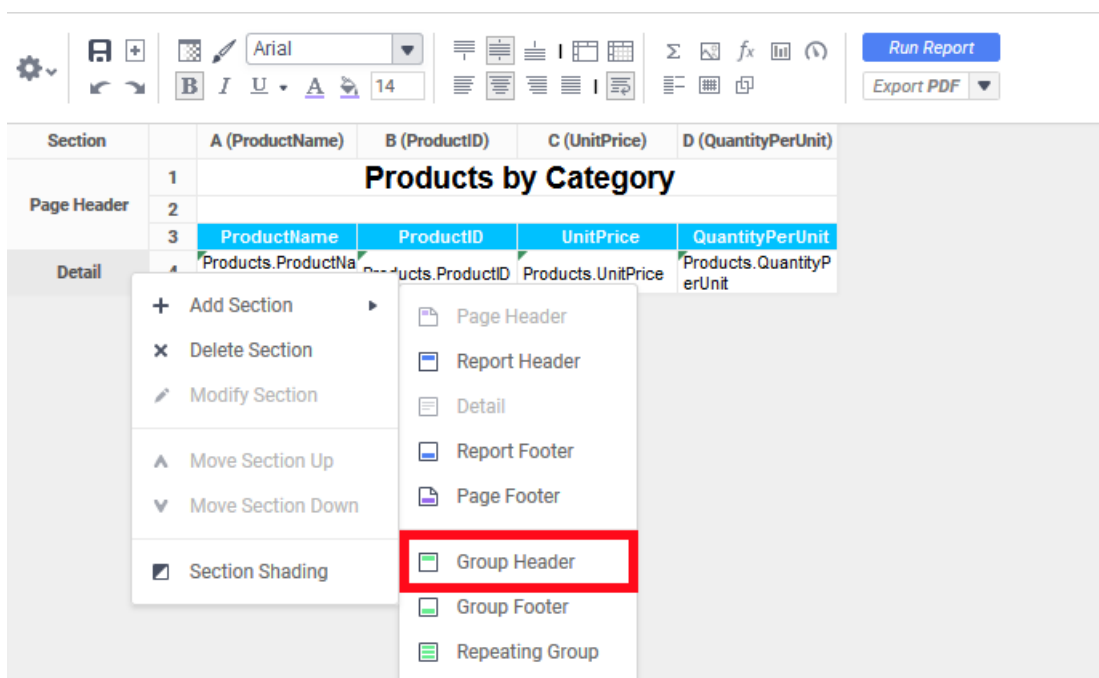 Arial
Σ
fx
Run Report
B I U A 14
Export PDF
Section A (ProductName) B (ProductID) C (UnitPrice) D (QuantityPerUnit)
Page Header
1 Products by Category
2
3 ProductName ProductID UnitPrice QuantityPerUnit
Detail
Products.ProductNa Products.ProductID Products.UnitPrice Products.QuantityP
erUnit
Add Section
Delete Section
Modify Section
Move Section Up
Move Section Down
Section Shading
Page Header
Report Header
Detail
Report Footer
Page Footer
Group Header
Group Footer
Repeating Group